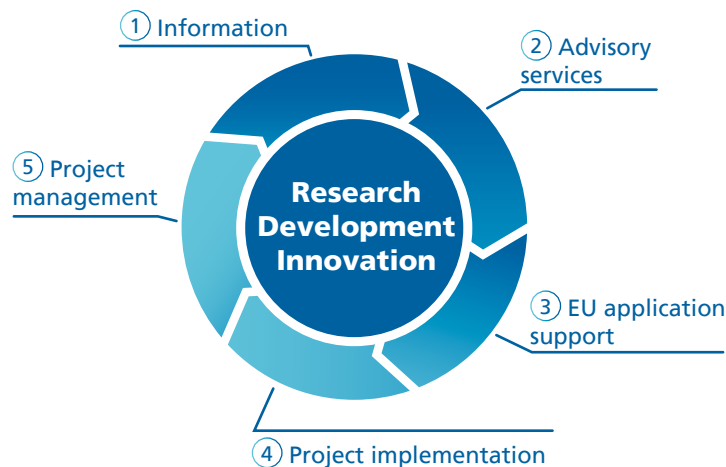 ① Information
② Advisory
services
③ EU application
support
④ Project implementation
⑤ Project
management
Research
Development
Innovation